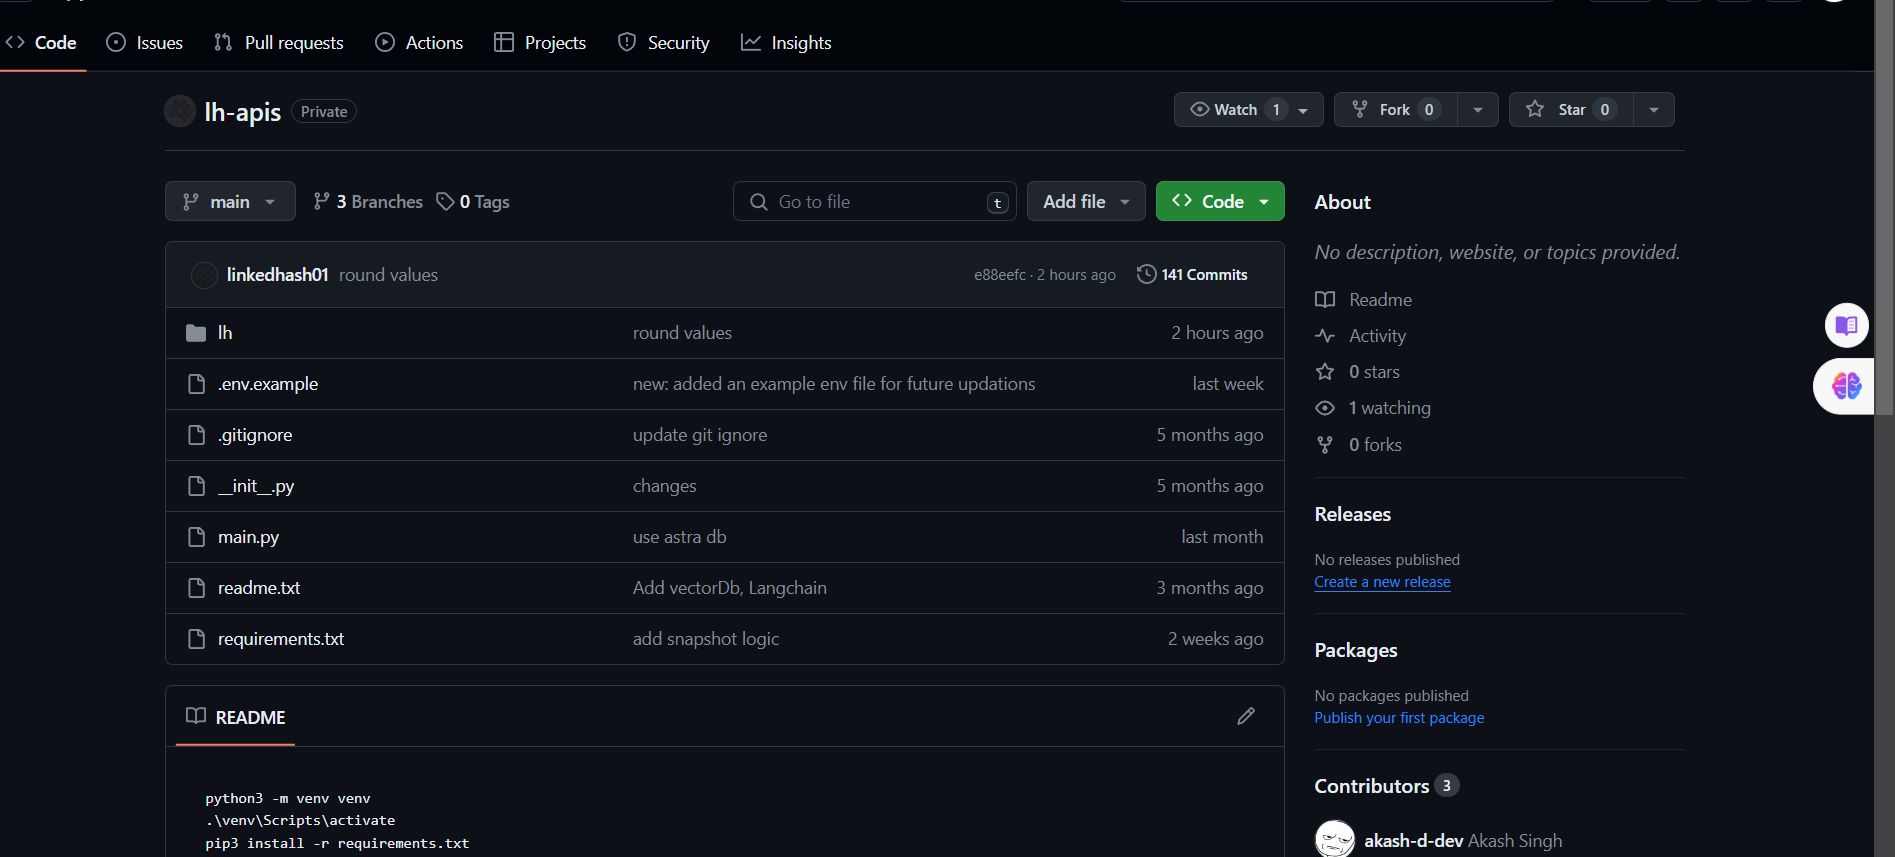 Code Issues Pull requests Actions Projects Security Insights
lh-apis Private Watch 1 Fork 0 Star 0
main 3 Branches 0 Tags Go to file t Add file Code
linkedhash01 round values e88eefc · 2 hours ago 141 Commits
lh round values 2 hours ago
.env.example new: added an example env file for future updations last week
.gitignore update git ignore 5 months ago
__init__.py changes 5 months ago
main.py use astra db last month
readme.txt Add vectorDb, Langchain 3 months ago
requirements.txt add snapshot logic 2 weeks ago
README
python3 -m venv venv
.\venv\Scripts\activate
pip3 install -r requirements.txt
About
No description, website, or topics provided.
Readme
Activity
0 stars
1 watching
0 forks
Releases
No releases published
Create a new release
Packages
No packages published
Publish your first package
Contributors 3
akash-d-dev Akash Singh